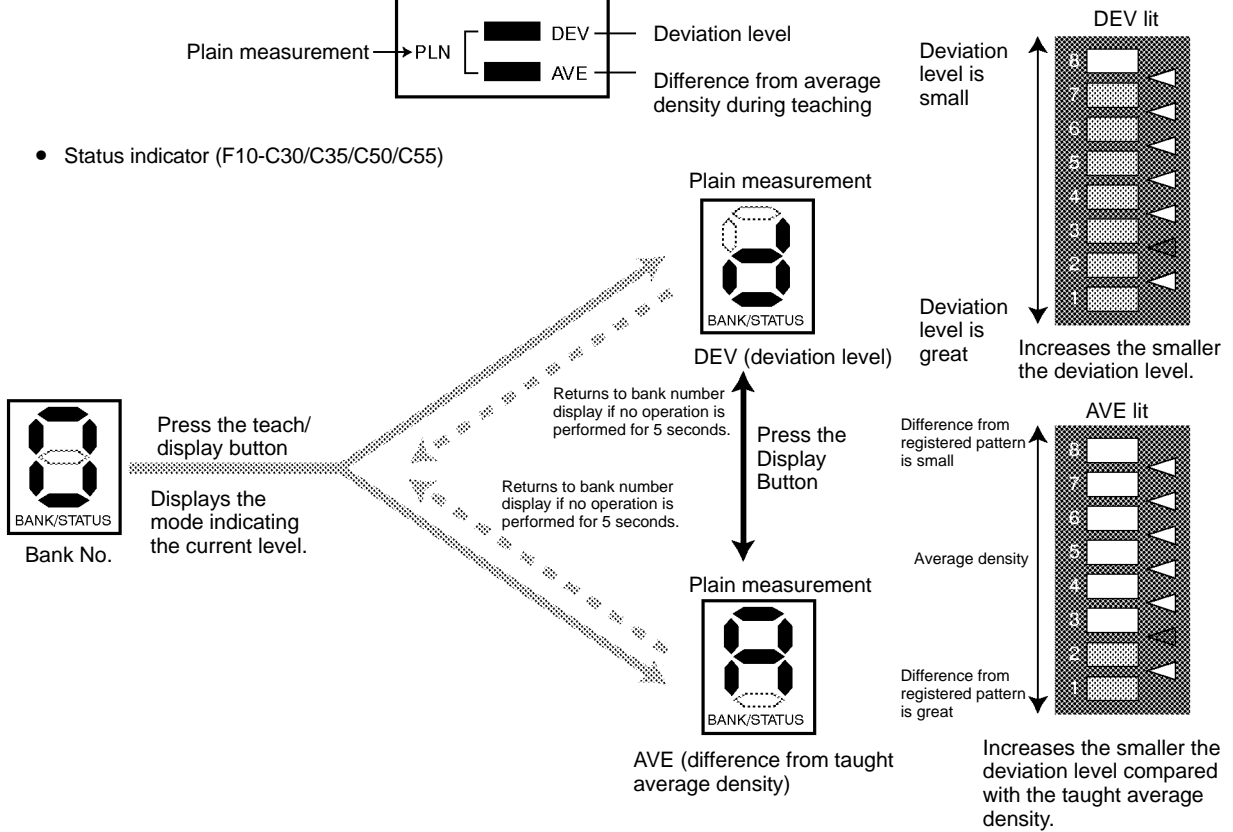 Plain measurement
PLN
DEV
AVE
Deviation level
Difference from average
density during teaching
• Status indicator (F10-C30/C35/C50/C55)
Bank No.
BANK/STATUS
Press the teach/
display button
Displays the
mode indicating
the current level.
Plain measurement
BANK/STATUS
DEV (deviation level)
Returns to bank number
display if no operation is
performed for 5 seconds.
Press the
Display
Button
Returns to bank number
display if no operation is
performed for 5 seconds.
Plain measurement
BANK/STATUS
AVE (difference from taught
average density)
DEV lit
Deviation
level is
small
8
7
6
5
4
3
2
1
Deviation
level is
great
Increases the smaller
the deviation level.
AVE lit
Difference from
registered pattern
is small
8
7
6
5
4
3
2
1
Average density
Difference from
registered pattern
is great
Increases the smaller the
deviation level compared
with the taught average
density.